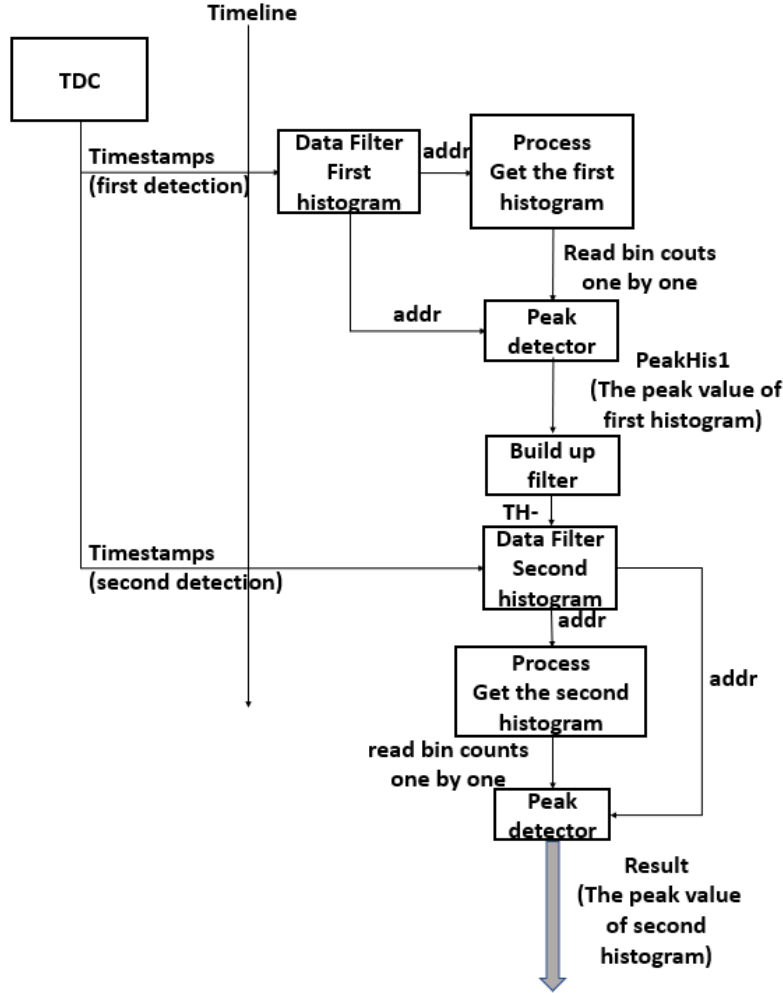 Timeline
TDC
Timestamps
(first detection)
Data Filter
First
histogram
addr
Process
Get the first
histogram
Read bin couts
one by one
addr
Peak
detector
PeakHis1
(The peak value of
first histogram)
Build up
filter
TH-
Timestamps
(second detection)
Data Filter
Second
histogram
addr
Process
Get the second
histogram
addr
read bin counts
one by one
Peak
detector
Result
(The peak value
of second
histogram)